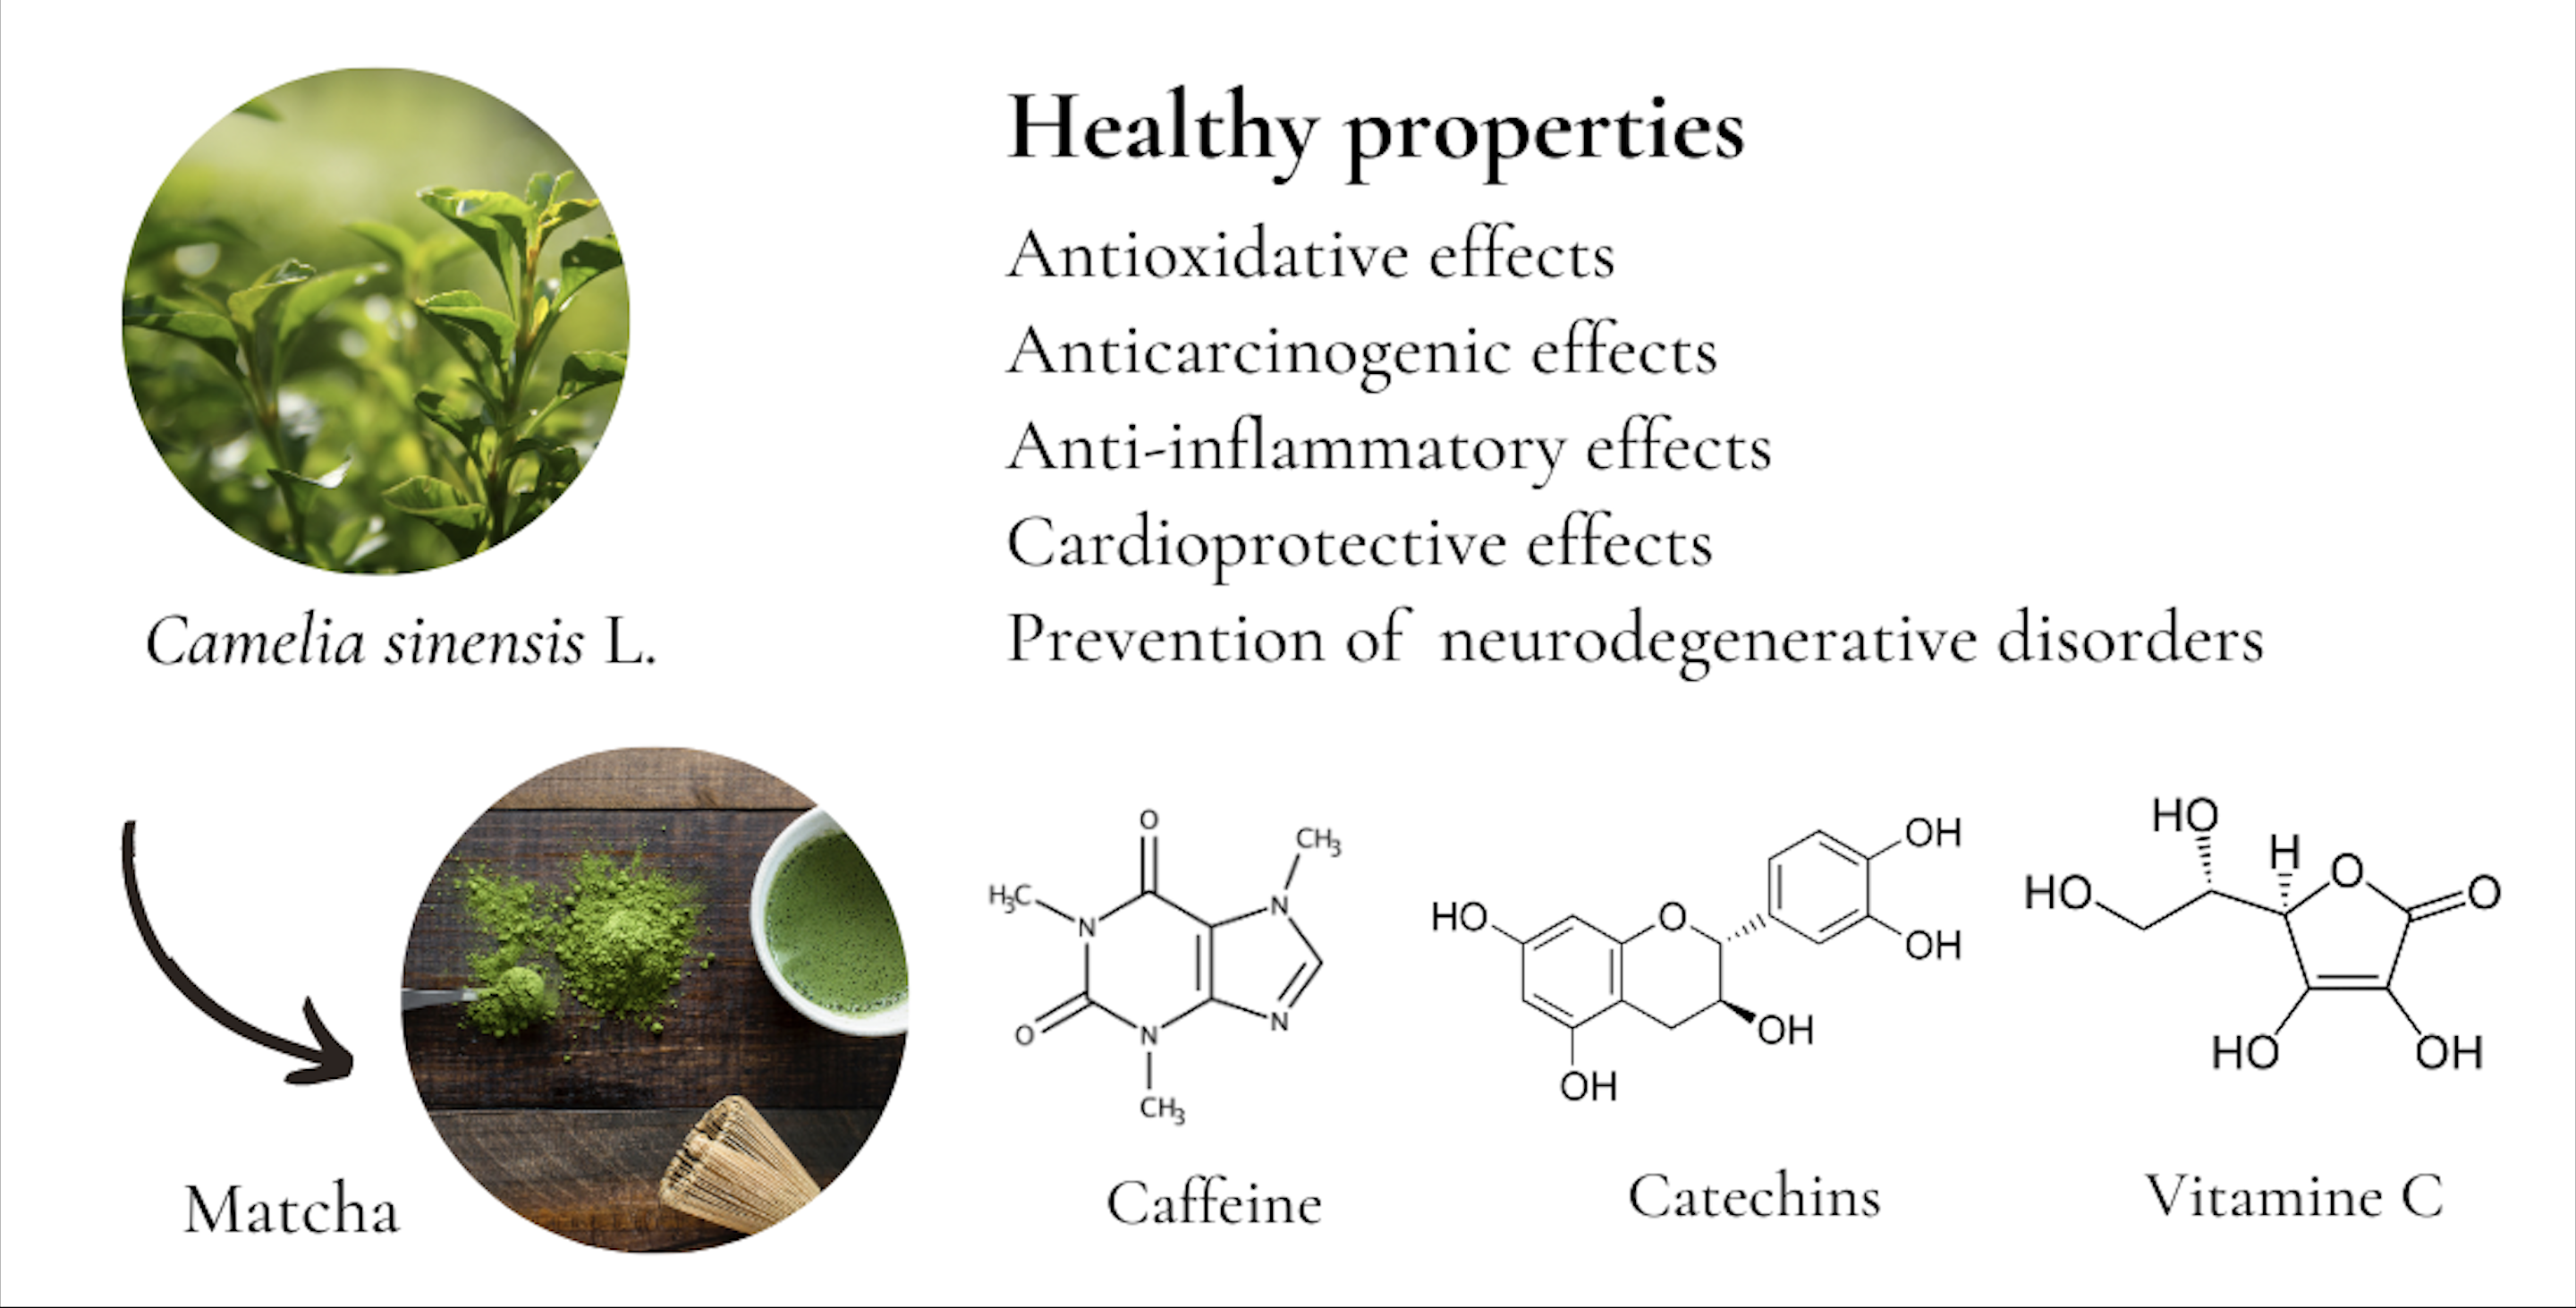 Healthy properties
Antioxidative effects
Anticarcinogenic effects
Anti-inflammatory effects
Cardioprotective effects
Prevention of neurodegenerative disorders
Camelia sinensis L.
Matcha
O
CH3
H3C
N
N
O
N
N
CH3
Caffeine
OH
HO
O
OH
OH
OH
Catechins
HO
H
O
HO
O
HO
OH
Vitamine C